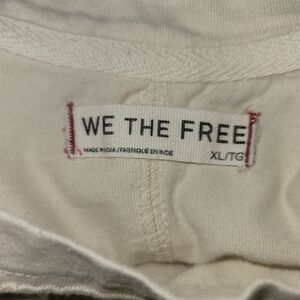 WE THE FREE
MADE IN INDIA / FABRIQUÉ EN INDE
XL/TG